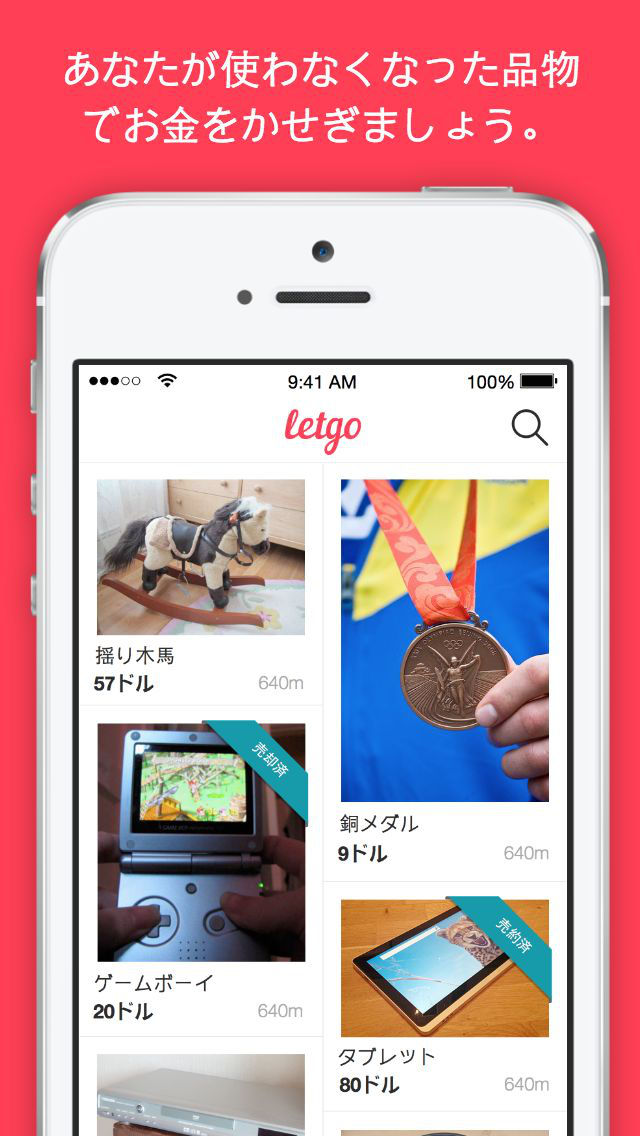 あなたが使わなくなった品物
でお金をかせぎましょう。
9:41 AM
100%
letgo
揺り木馬
57ドル
640m
売却済
ゲームボーイ
20ドル
640m
銅メダル
9ドル
640m
売約済
タブレット
80ドル
640m